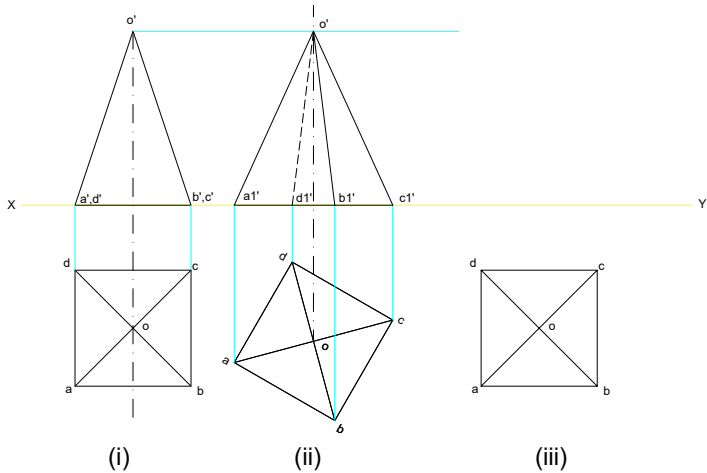 o' o'
X a',d' b',c' a1' d1' b1' c1' Y
d c d d c
o o c o
a b a b a b
(i) (ii) (iii)